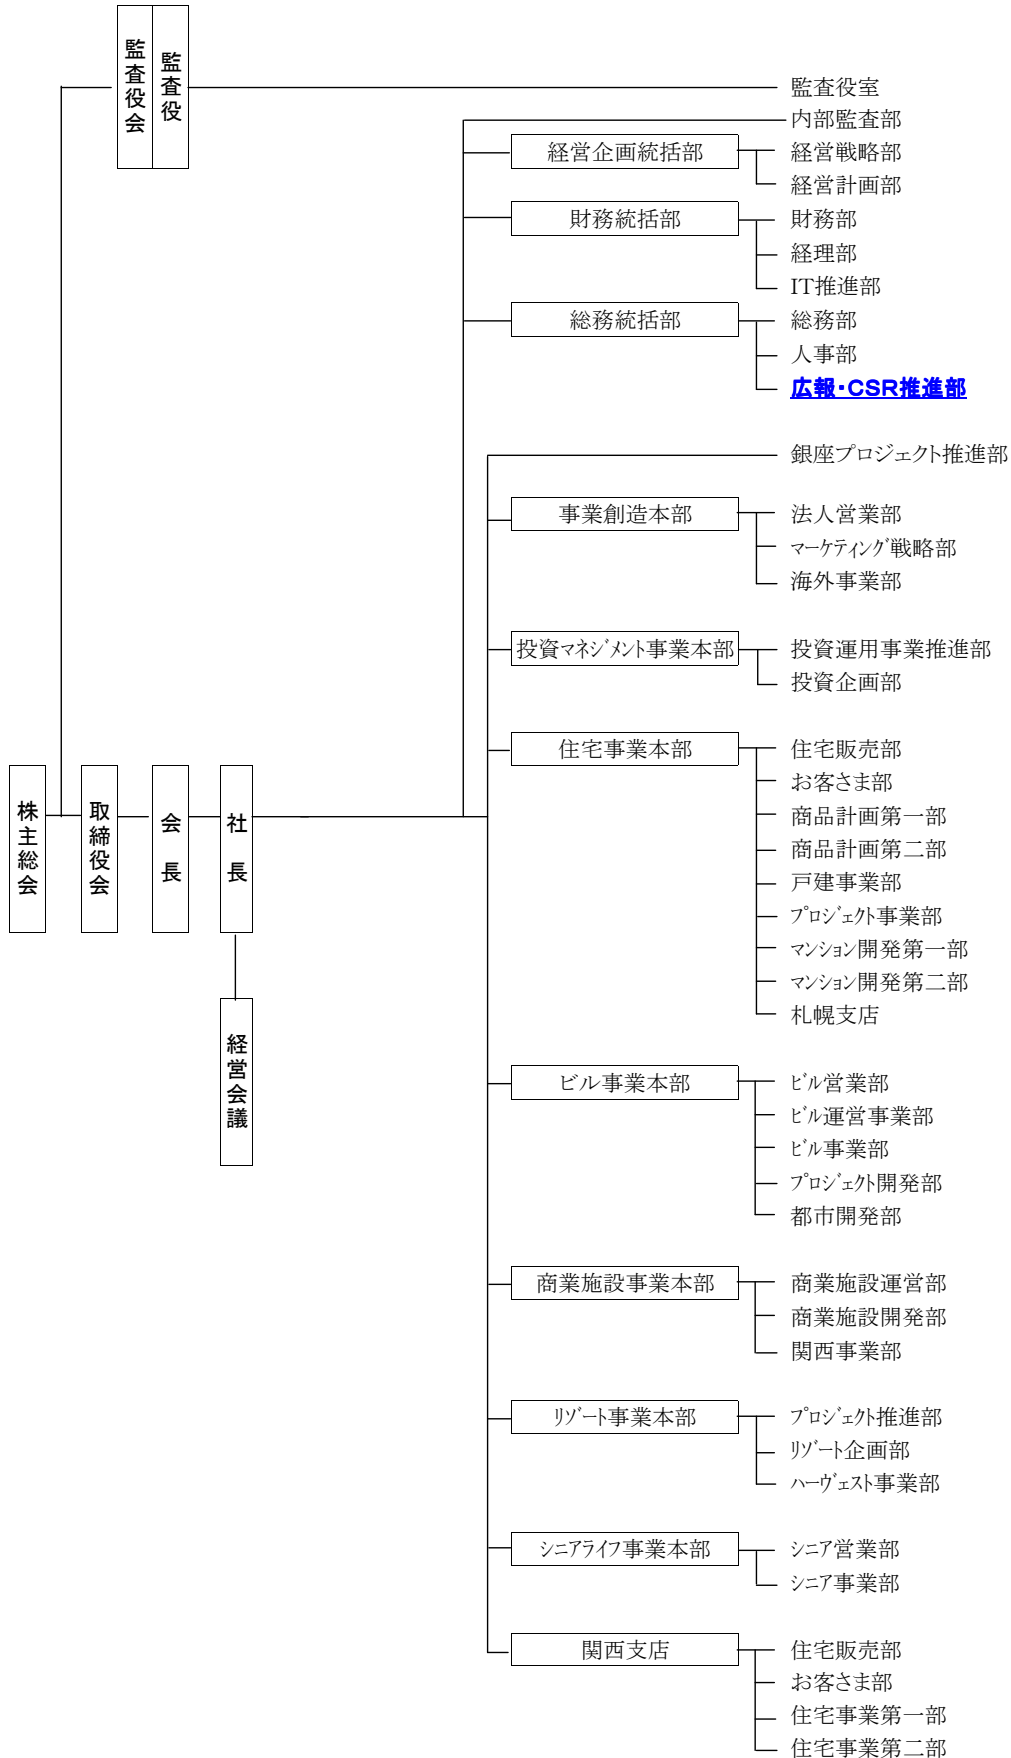 監査役会
監査役
監査役室
内部監査部
経営企画統括部
経営戦略部
経営計画部
財務統括部
財務部
経理部
IT推進部
総務統括部
総務部
人事部
広報・CSR推進部
銀座プロジェクト推進部
事業創造本部
法人営業部
マーケティング戦略部
海外事業部
投資マネジメント事業本部
投資運用事業推進部
投資企画部
株主総会
取締役会
会長
社長
経営会議
住宅事業本部
住宅販売部
お客さま部
商品計画第一部
商品計画第二部
戸建事業部
プロジェクト事業部
マンション開発第一部
マンション開発第二部
札幌支店
ビル事業本部
ビル営業部
ビル運営事業部
ビル事業部
プロジェクト開発部
都市開発部
商業施設事業本部
商業施設運営部
商業施設開発部
関西事業部
リゾート事業本部
プロジェクト推進部
リゾート企画部
ハーヴェスト事業部
シニアライフ事業本部
シニア営業部
シニア事業部
関西支店
住宅販売部
お客さま部
住宅事業第一部
住宅事業第二部